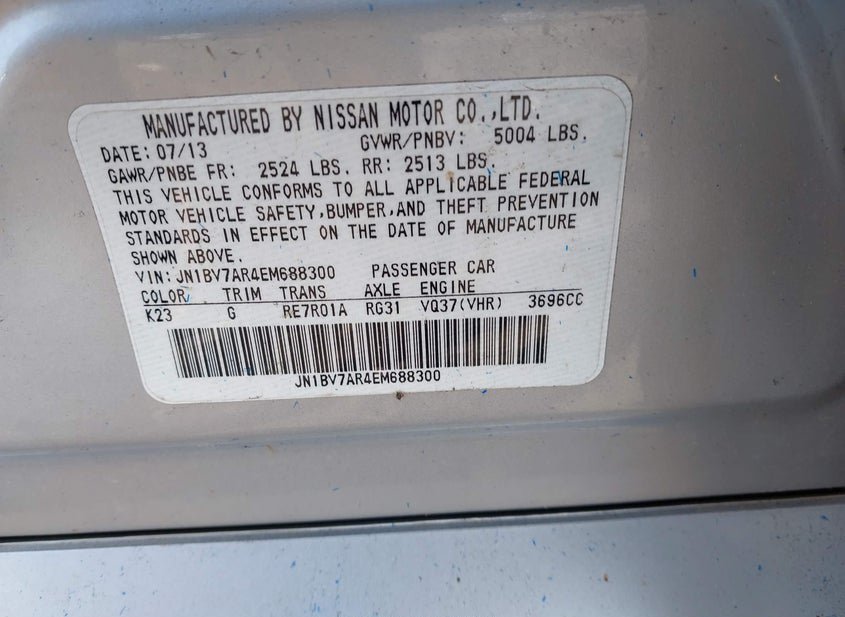 MANUFACTURED BY NISSAN MOTOR CO.,LTD.
DATE: 07/13 GVWR/PNBV: 5004 LBS.
GAWR/PNBE FR: 2524 LBS. RR: 2513 LBS.
THIS VEHICLE CONFORMS TO ALL APPLICABLE FEDERAL
MOTOR VEHICLE SAFETY,BUMPER,AND THEFT PREVENTION
STANDARDS IN EFFECT ON THE DATE OF MANUFACTURE
SHOWN ABOVE.
VIN: JN1BV7AR4EM688300 PASSENGER CAR
COLOR TRIM TRANS AXLE ENGINE
K23 G RE7R01A RG31 VQ37(VHR) 3696CC
JN1BV7AR4EM688300